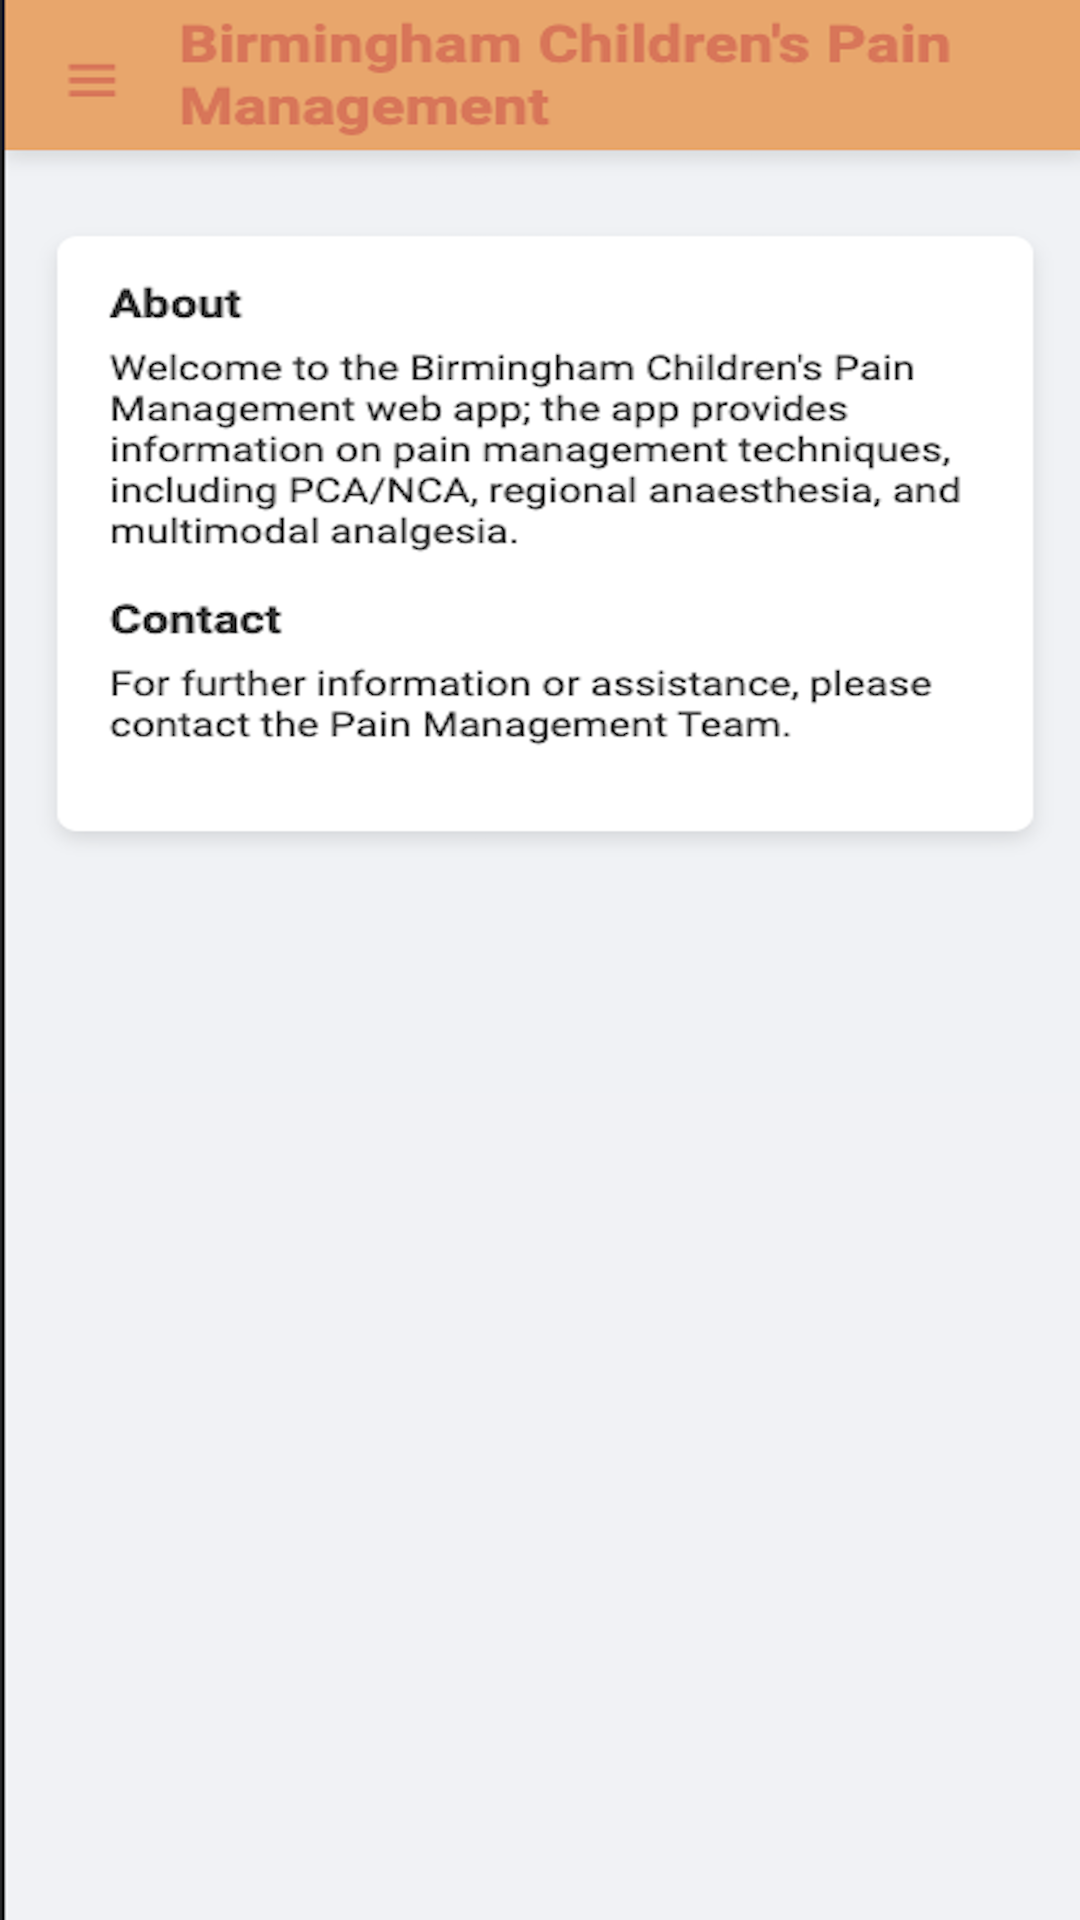 Birmingham Children's Pain
Management
About
Welcome to the Birmingham Children's Pain
Management web app; the app provides
information on pain management techniques,
including PCA/NCA, regional anaesthesia, and
multimodal analgesia.
Contact
For further information or assistance, please
contact the Pain Management Team.